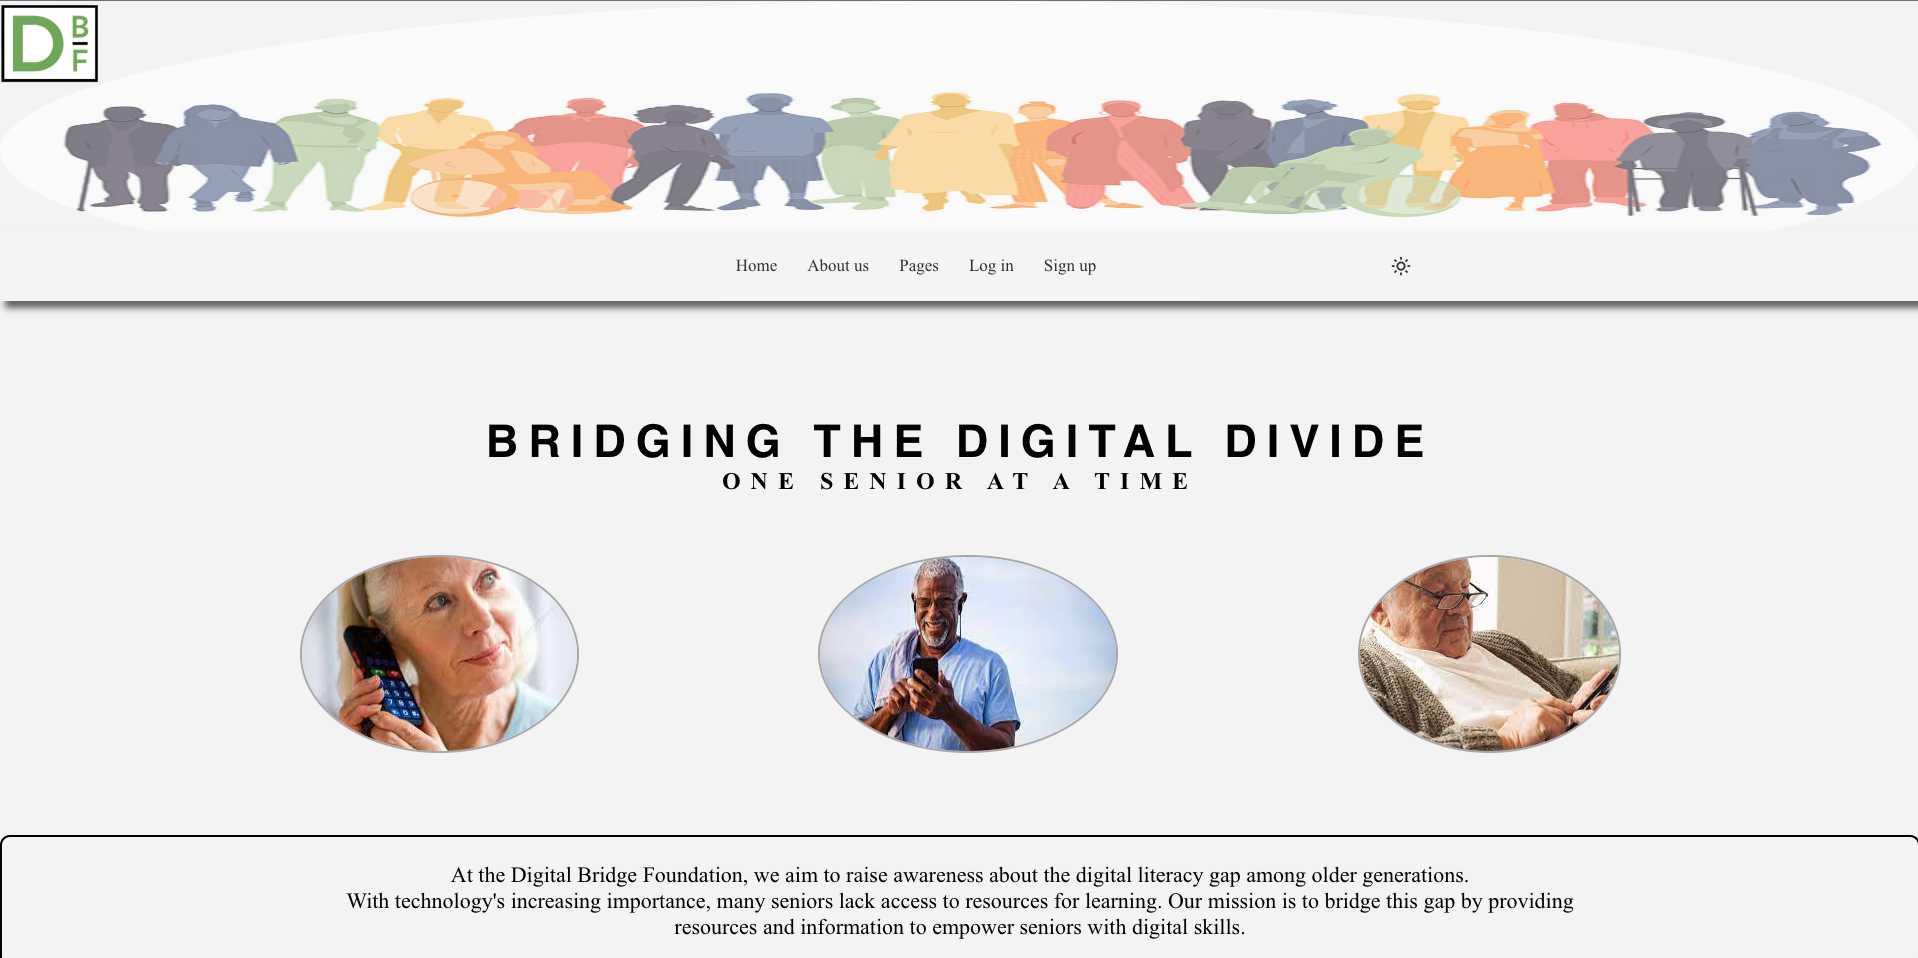 D B
F
Home About us Pages Log in Sign up
BRIDGING THE DIGITAL DIVIDE
ONE SENIOR AT A TIME
At the Digital Bridge Foundation, we aim to raise awareness about the digital literacy gap among older generations.
With technology's increasing importance, many seniors lack access to resources for learning. Our mission is to bridge this gap by providing
resources and information to empower seniors with digital skills.